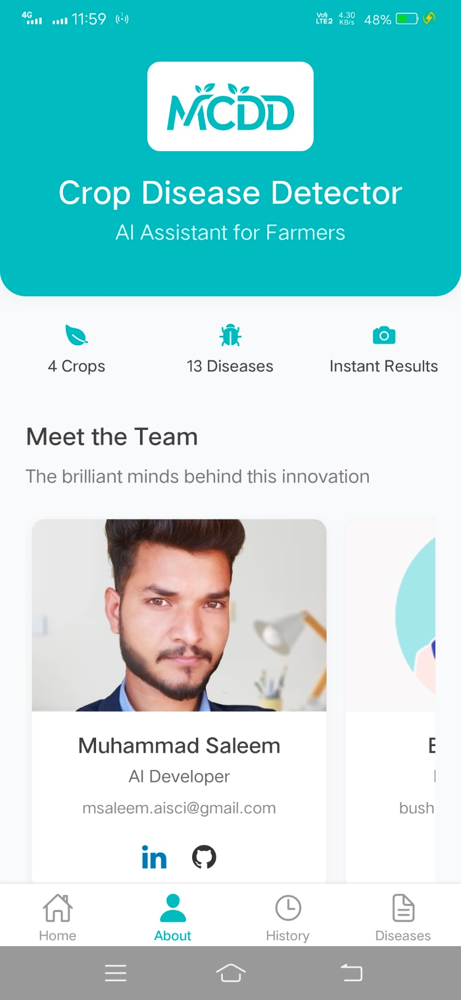 4G 11:59 Vo) LTE2 4.30 KB/s 48%
MCDD
Crop Disease Detector
AI Assistant for Farmers
4 Crops 13 Diseases Instant Results
Meet the Team
The brilliant minds behind this innovation
Muhammad Saleem
AI Developer
msaleem.aisci@gmail.com bush
in
Home About History Diseases